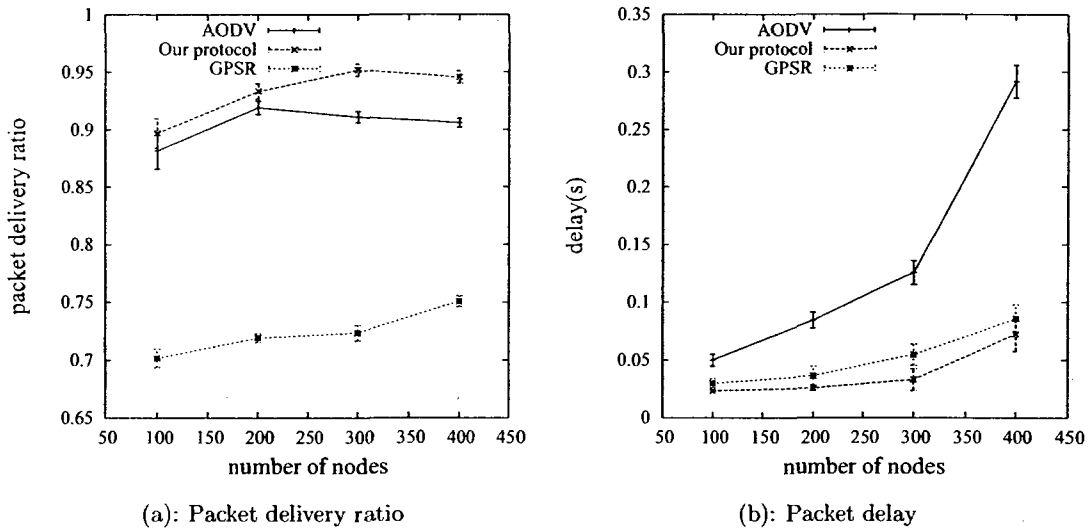 1
0.95
0.9
0.85
0.8
0.75
0.7
0.65
50 100 150 200 250 300 350 400 450
packet delivery ratio
number of nodes
AODV
Our protocol
GPSR
(a): Packet delivery ratio
0.35
0.3
0.25
0.2
0.15
0.1
0.05
0
50 100 150 200 250 300 350 400 450
delay(s)
number of nodes
AODV
Our protocol
GPSR
(b): Packet delay